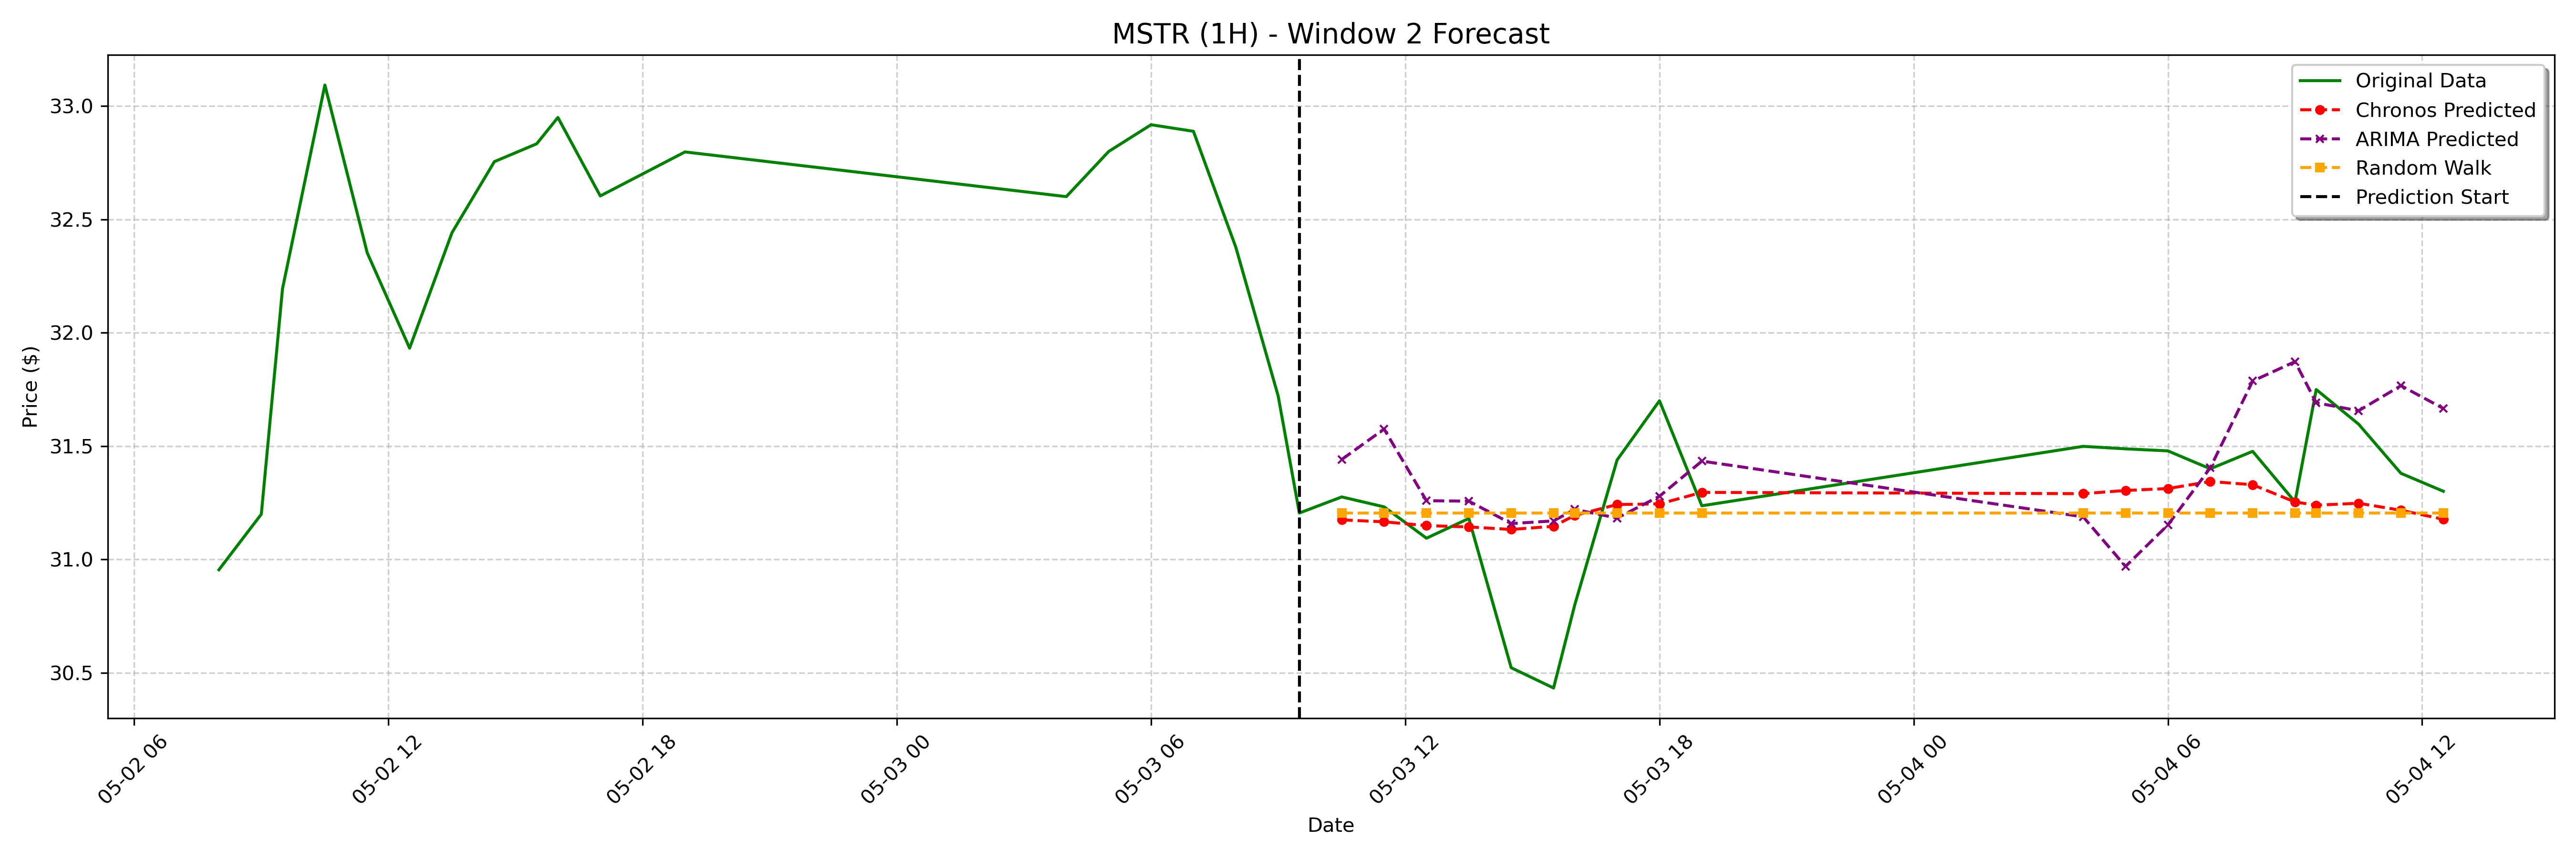 MSTR (1H) - Window 2 Forecast
Original Data
Chronos Predicted
ARIMA Predicted
Random Walk
Prediction Start
Price ($)
33.0
32.5
32.0
31.5
31.0
30.5
05-02 06
05-02 12
05-02 18
05-03 00
05-03 06
05-03 12
05-03 18
05-04 00
05-04 06
05-04 12
Date